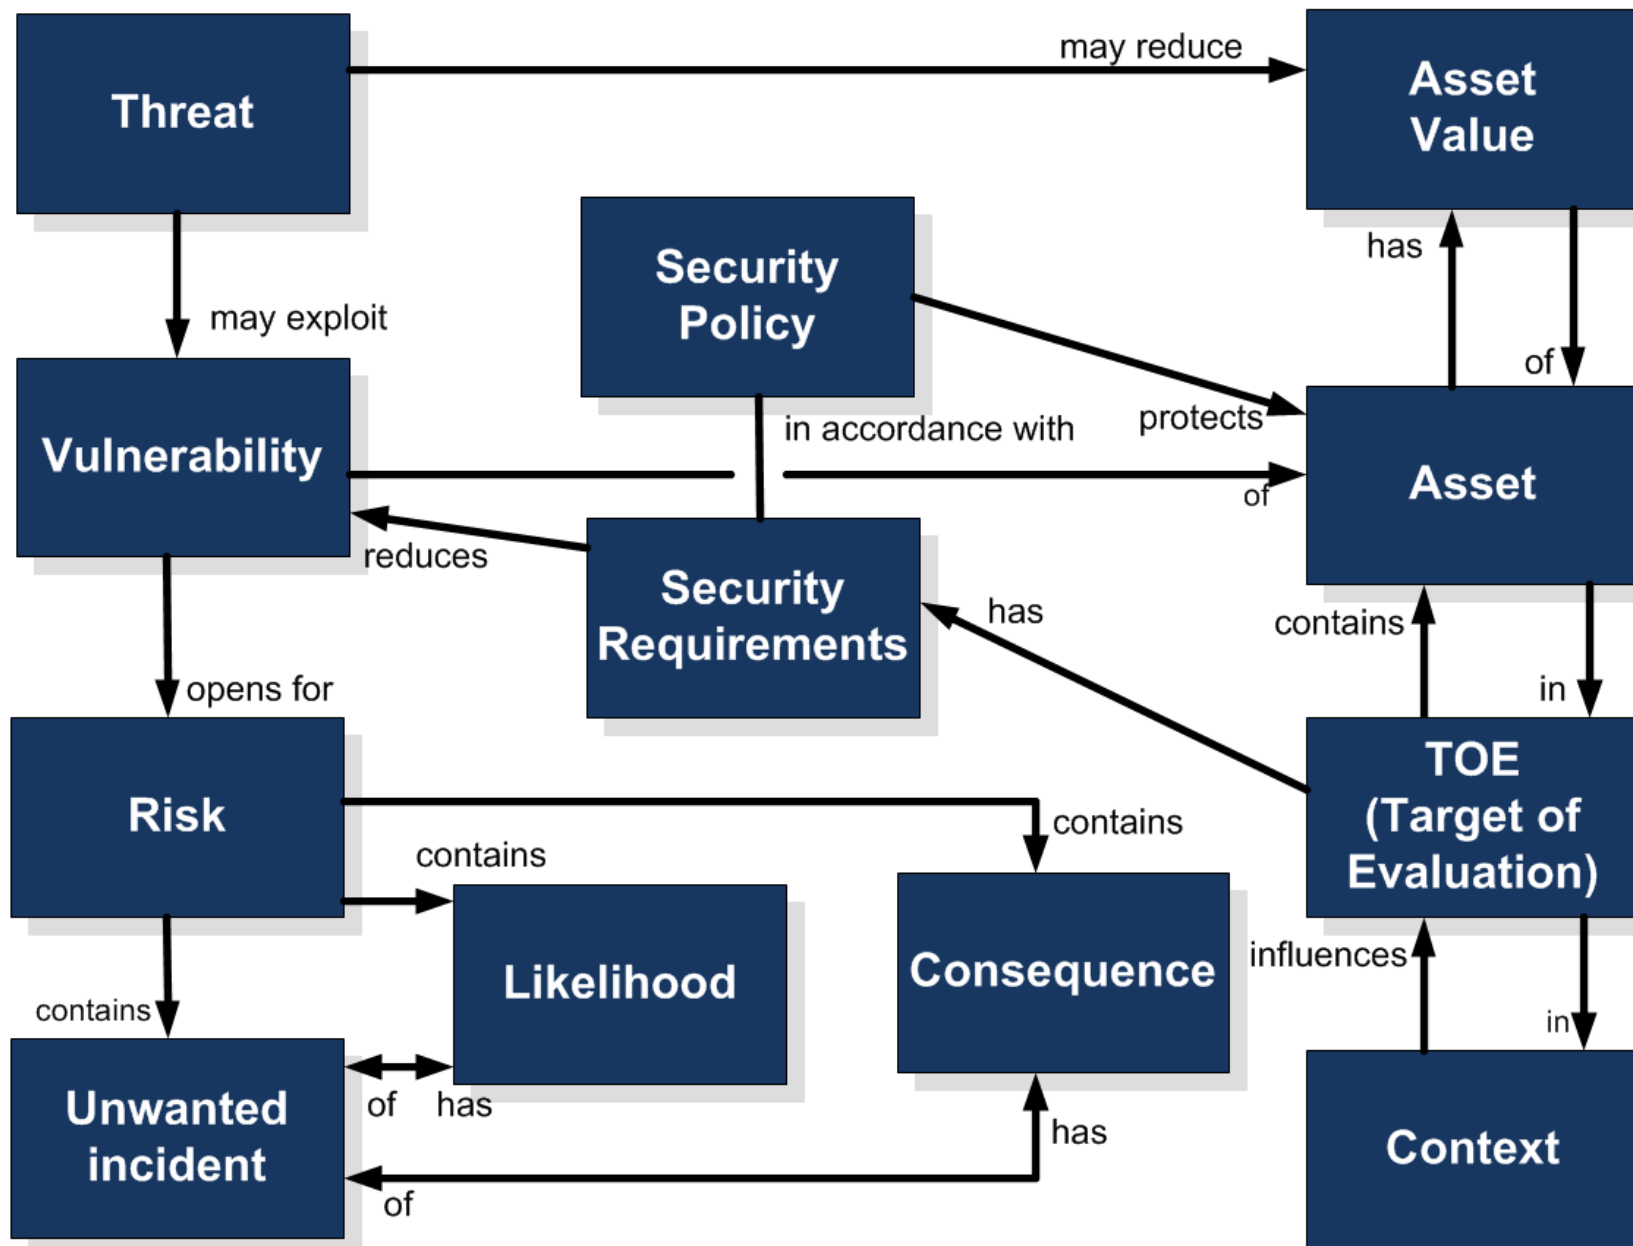 may reduce
Threat
Asset
Value
has
Security
Policy
may exploit
of
protects
in accordance with
Vulnerability
Asset
of
reduces
Security
Requirements
has
contains
opens for
in
TOE
(Target of
Evaluation)
Risk
contains
contains
Likelihood
Consequence
influences
contains
in
Unwanted
incident
of
has
has
Context
of